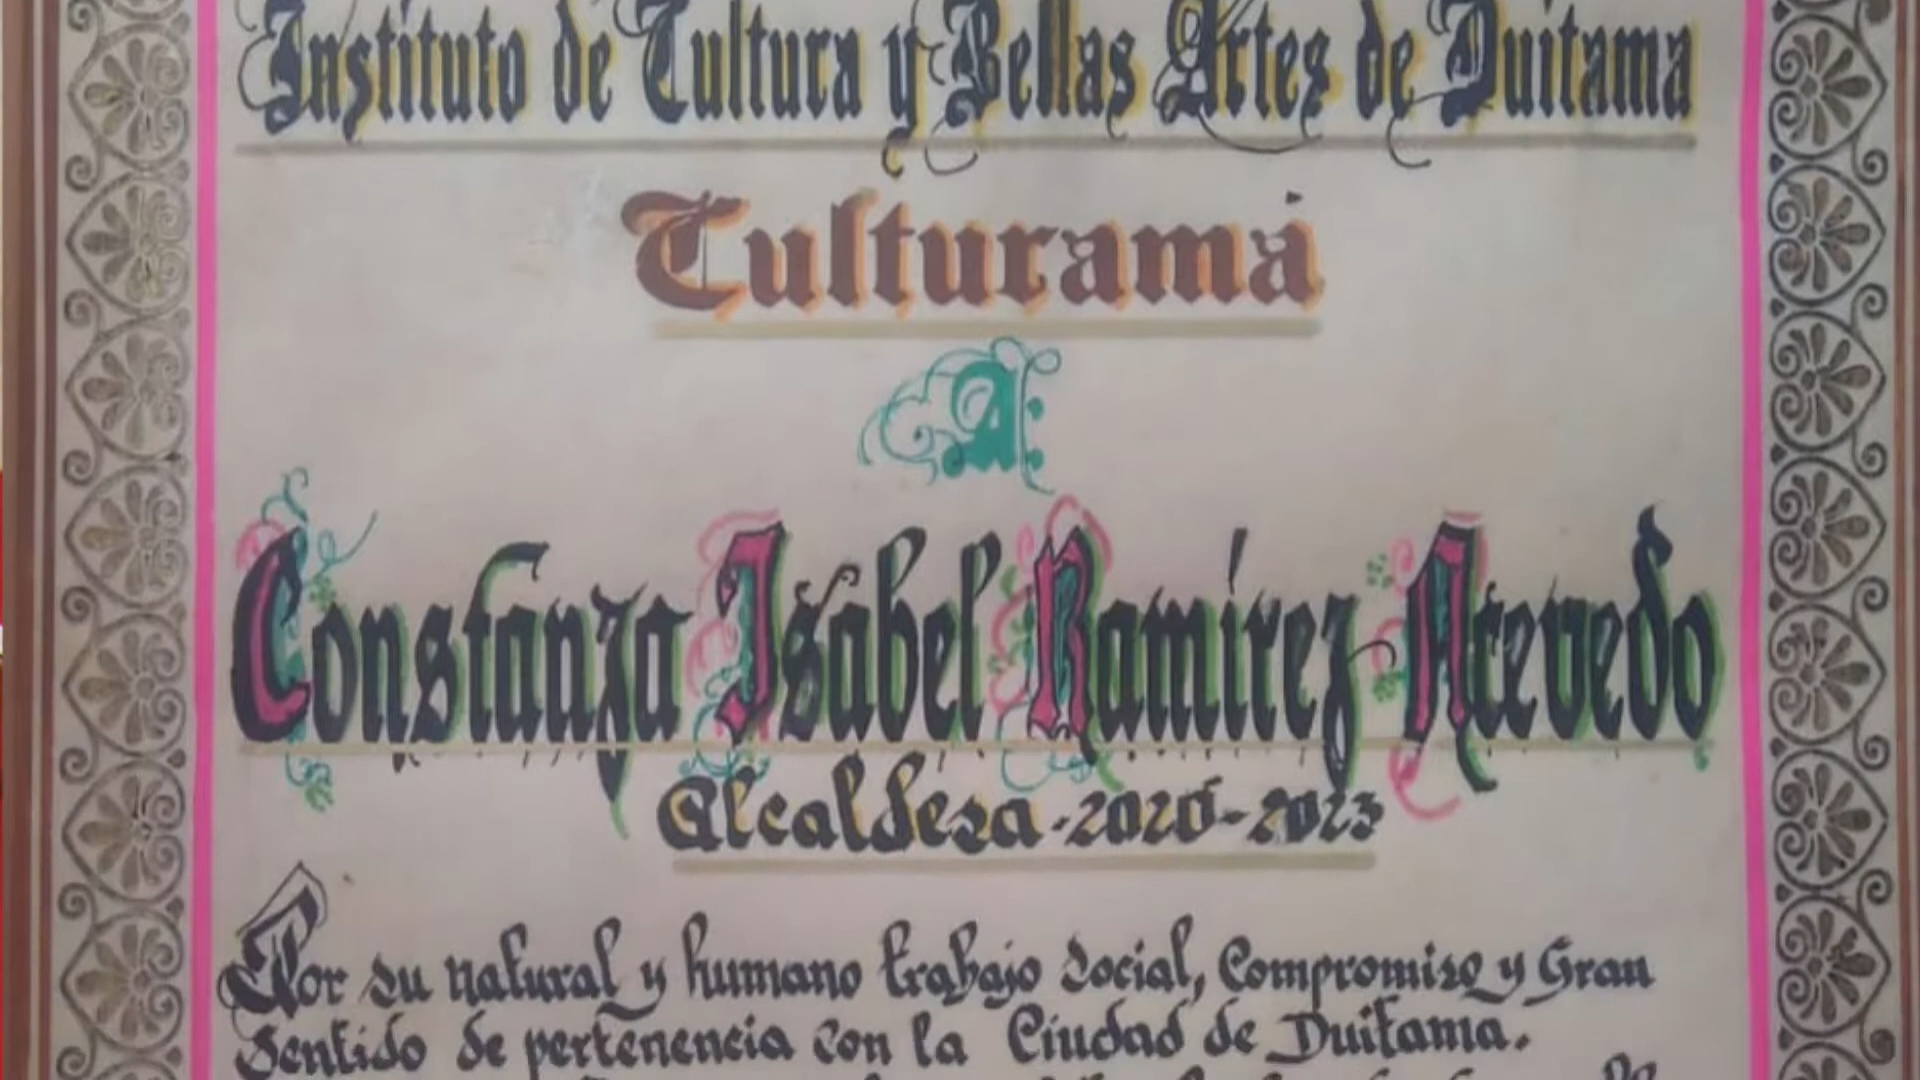 Instituto de Cultura y Bellas Artes de Duitama
Culturama
A:
Constanza Isabel Ramírez Acevedo
Alcaldesa-2020-2023
Por su natural y humano trabajo Social, Compromiso y Gran
Sentido de pertenencia con la Ciudad de Duitama.